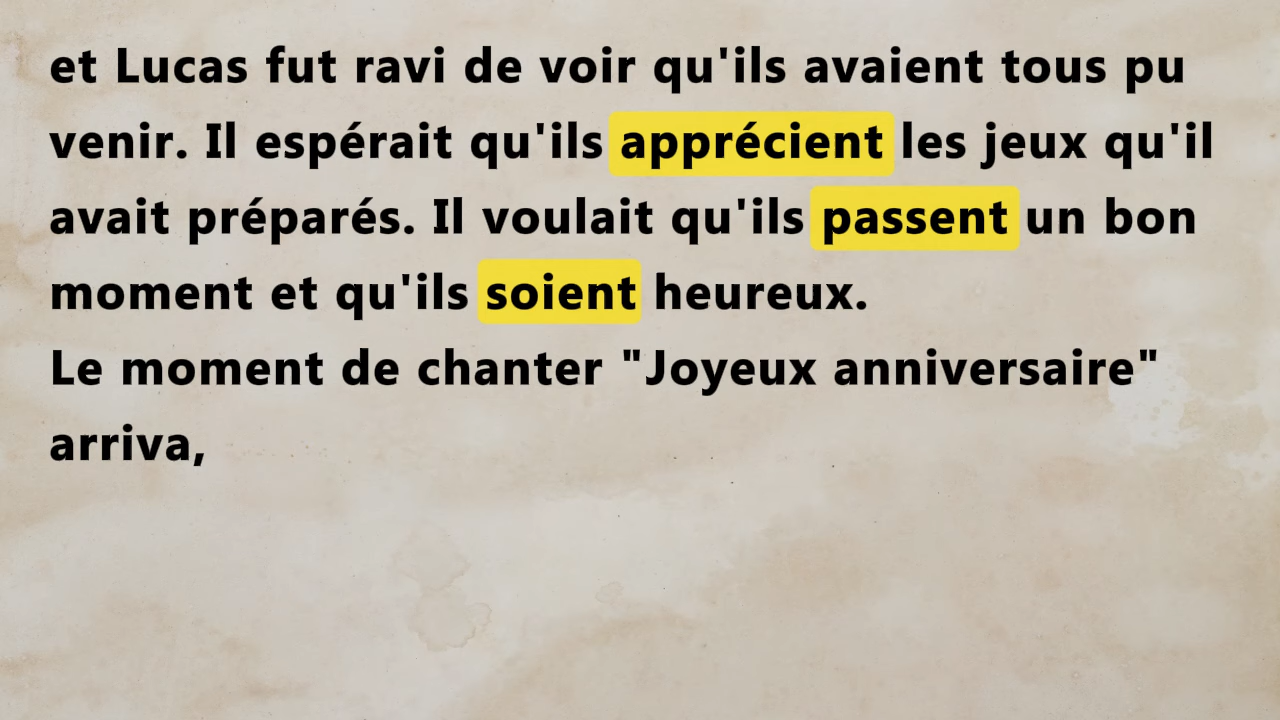 et Lucas fut ravi de voir qu'ils avaient tous pu
venir. Il espérait qu'ils apprécient les jeux qu'il
avait préparés. Il voulait qu'ils passent un bon
moment et qu'ils soient heureux.
Le moment de chanter "Joyeux anniversaire"
arriva,